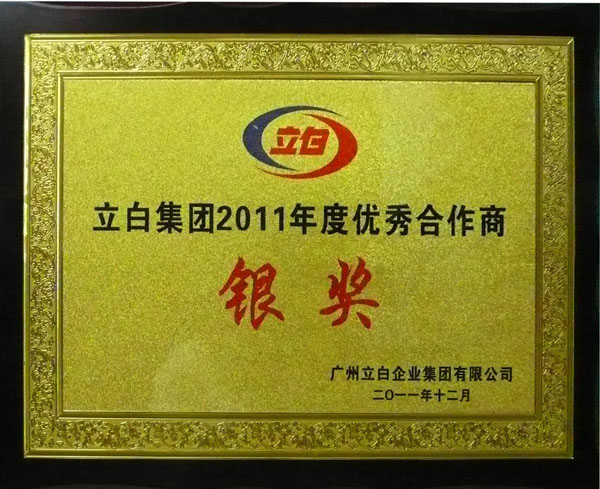 立白
立白集团2011年度优秀合作商
银奖
广州立白企业集团有限公司
二〇一一年十二月